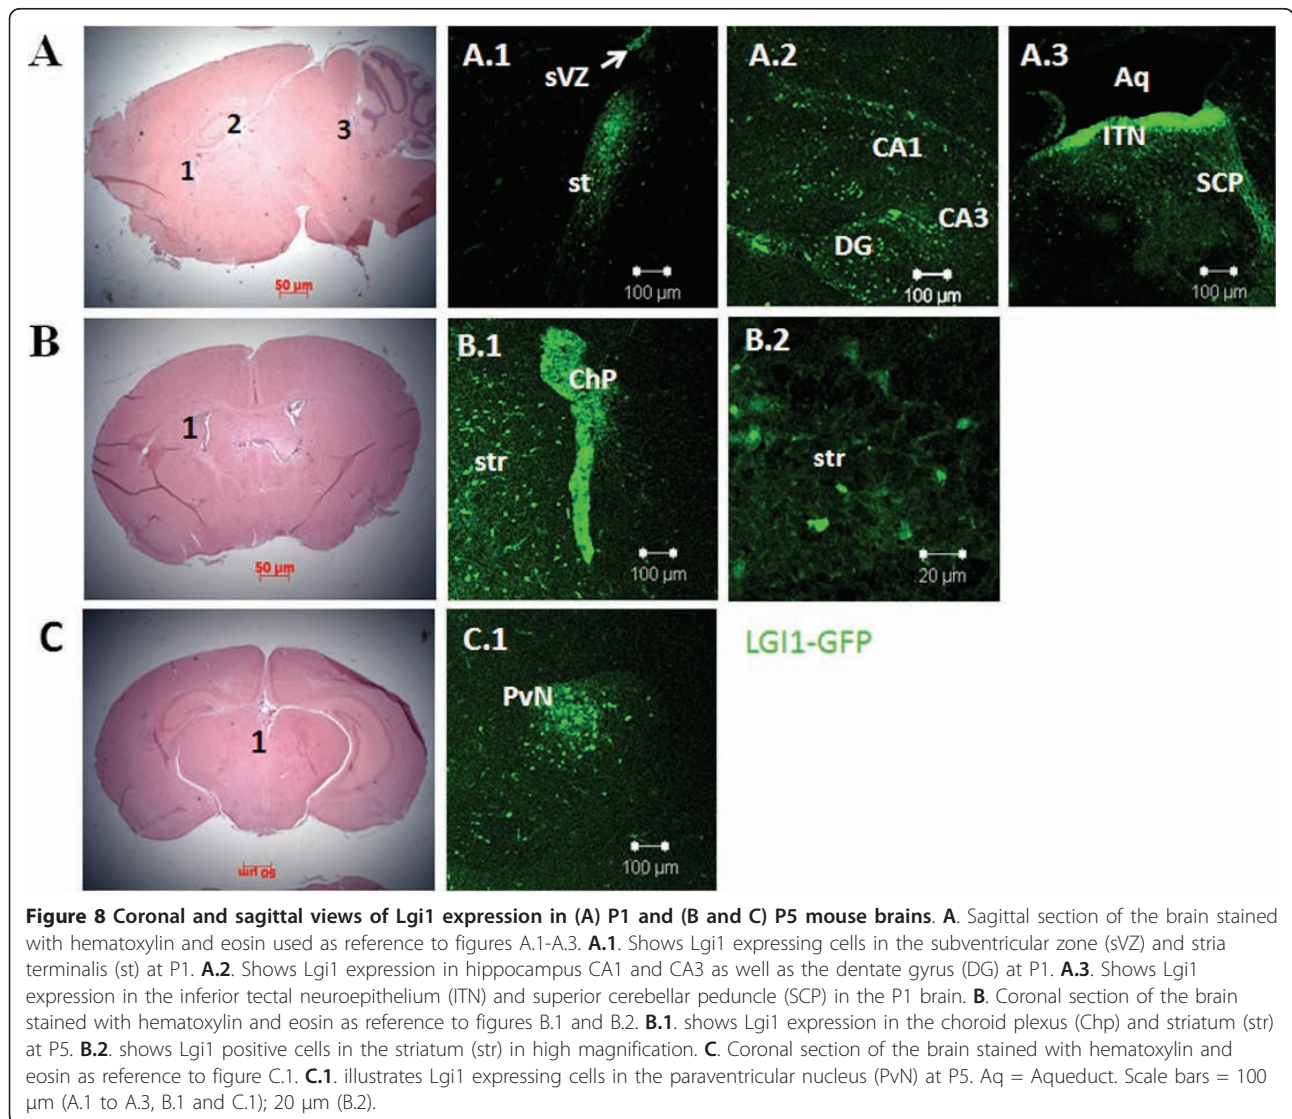 A
1
2
3
50 µm
A.1
sVZ
st
100 µm
A.2
CA1
CA3
DG
100 µm
A.3
Aq
ITN
SCP
100 µm
B
1
50 µm
B.1
ChP
str
100 µm
B.2
str
20 µm
C
1
50 µm
C.1
PvN
100 µm
LGI1-GFP
Figure 8 Coronal and sagittal views of Lgi1 expression in (A) P1 and (B and C) P5 mouse brains. A. Sagittal section of the brain stained
with hematoxylin and eosin used as reference to figures A.1-A.3. A.1. Shows Lgi1 expressing cells in the subventricular zone (sVZ) and stria
terminalis (st) at P1. A.2. Shows Lgi1 expression in hippocampus CA1 and CA3 as well as the dentate gyrus (DG) at P1. A.3. Shows Lgi1
expression in the inferior tectal neuroepithelium (ITN) and superior cerebellar peduncle (SCP) in the P1 brain. B. Coronal section of the brain
stained with hematoxylin and eosin as reference to figures B.1 and B.2. B.1. shows Lgi1 expression in the choroid plexus (Chp) and striatum (str)
at P5. B.2. shows Lgi1 positive cells in the striatum (str) in high magnification. C. Coronal section of the brain stained with hematoxylin and
eosin as reference to figure C.1. C.1. illustrates Lgi1 expressing cells in the paraventricular nucleus (PvN) at P5. Aq = Aqueduct. Scale bars = 100
µm (A.1 to A.3, B.1 and C.1); 20 µm (B.2).